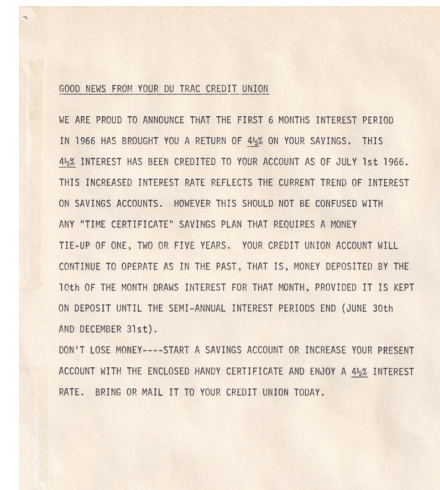 GOOD NEWS FROM YOUR DU TRAC CREDIT UNION
WE ARE PROUD TO ANNOUNCE THAT THE FIRST 6 MONTHS INTEREST PERIOD
IN 1966 HAS BROUGHT YOU A RETURN OF 4½% ON YOUR SAVINGS.  THIS
4½% INTEREST HAS BEEN CREDITED TO YOUR ACCOUNT AS OF JULY 1st 1966.
THIS INCREASED INTEREST RATE REFLECTS THE CURRENT TREND OF INTEREST
ON SAVINGS ACCOUNTS.  HOWEVER THIS SHOULD NOT BE CONFUSED WITH
ANY "TIME CERTIFICATE" SAVINGS PLAN THAT REQUIRES A MONEY
TIE-UP OF ONE, TWO OR FIVE YEARS.  YOUR CREDIT UNION ACCOUNT WILL
CONTINUE TO OPERATE AS IN THE PAST, THAT IS, MONEY DEPOSITED BY THE
10th OF THE MONTH DRAWS INTEREST FOR THAT MONTH, PROVIDED IT IS KEPT
ON DEPOSIT UNTIL THE SEMI-ANNUAL INTEREST PERIODS END (JUNE 30th
AND DECEMBER 31st).
DON'T LOSE MONEY----START A SAVINGS ACCOUNT OR INCREASE YOUR PRESENT
ACCOUNT WITH THE ENCLOSED HANDY CERTIFICATE AND ENJOY A 4½% INTEREST
RATE.  BRING OR MAIL IT TO YOUR CREDIT UNION TODAY.